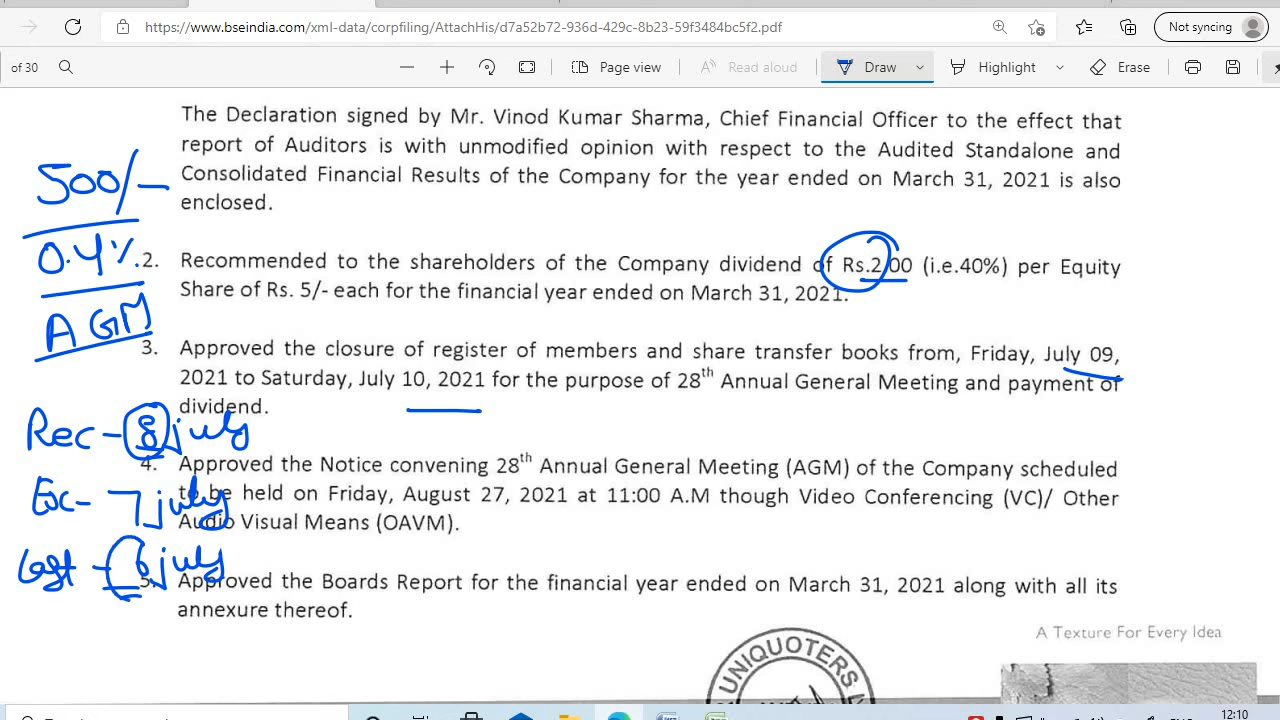 https://www.bseindia.com/xml-data/corpfiling/AttachHis/d7a52b72-936d-429c-8b23-59f3484bc5f2.pdf
Not syncing
of 30
Page view
Read aloud
Draw
Highlight
Erase
The Declaration signed by Mr. Vinod Kumar Sharma, Chief Financial Officer to the effect that
report of Auditors is with unmodified opinion with respect to the Audited Standalone and
Consolidated Financial Results of the Company for the year ended on March 31, 2021 is also
enclosed.
500/-
0.4%
AGM
2. Recommended to the shareholders of the Company dividend of Rs.2.00 (i.e.40%) per Equity
Share of Rs. 5/- each for the financial year ended on March 31, 2021.
3. Approved the closure of register of members and share transfer books from, Friday, July 09,
2021 to Saturday, July 10, 2021 for the purpose of 28th Annual General Meeting and payment of
dividend.
Rec - 8 july
4. Approved the Notice convening 28th Annual General Meeting (AGM) of the Company scheduled
to be held on Friday, August 27, 2021 at 11:00 A.M though Video Conferencing (VC)/ Other
Audio Visual Means (OAVM).
Ex - 7 july
Last - 6 july
5. Approved the Boards Report for the financial year ended on March 31, 2021 along with all its
annexure thereof.
A Texture For Every Idea
UNIQUOTERS
12:10